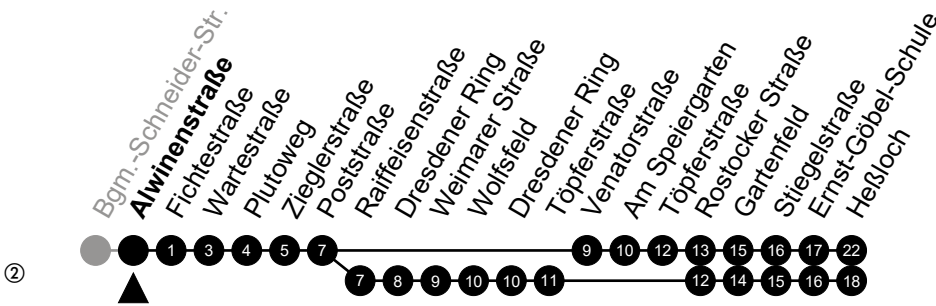 Bgm.-Schneider-Str.
Alwinenstraße
Fichtestraße
Wartestraße
Plutoweg
Zieglerstraße
Poststraße
Raiffeisenstraße
Dresdener Ring
Weimarer Straße
Wolfsfeld
Dresdener Ring
Töpferstraße
Venatorstraße
Am Speiergarten
Töpferstraße
Rostocker Straße
Gartenfeld
Stiegelstraße
Ernst-Göbel-Schule
Heßloch
1 3 4 5 7 9 10 12 13 15 16 17 22
② 7 8 9 10 10 11 12 14 15 16 18